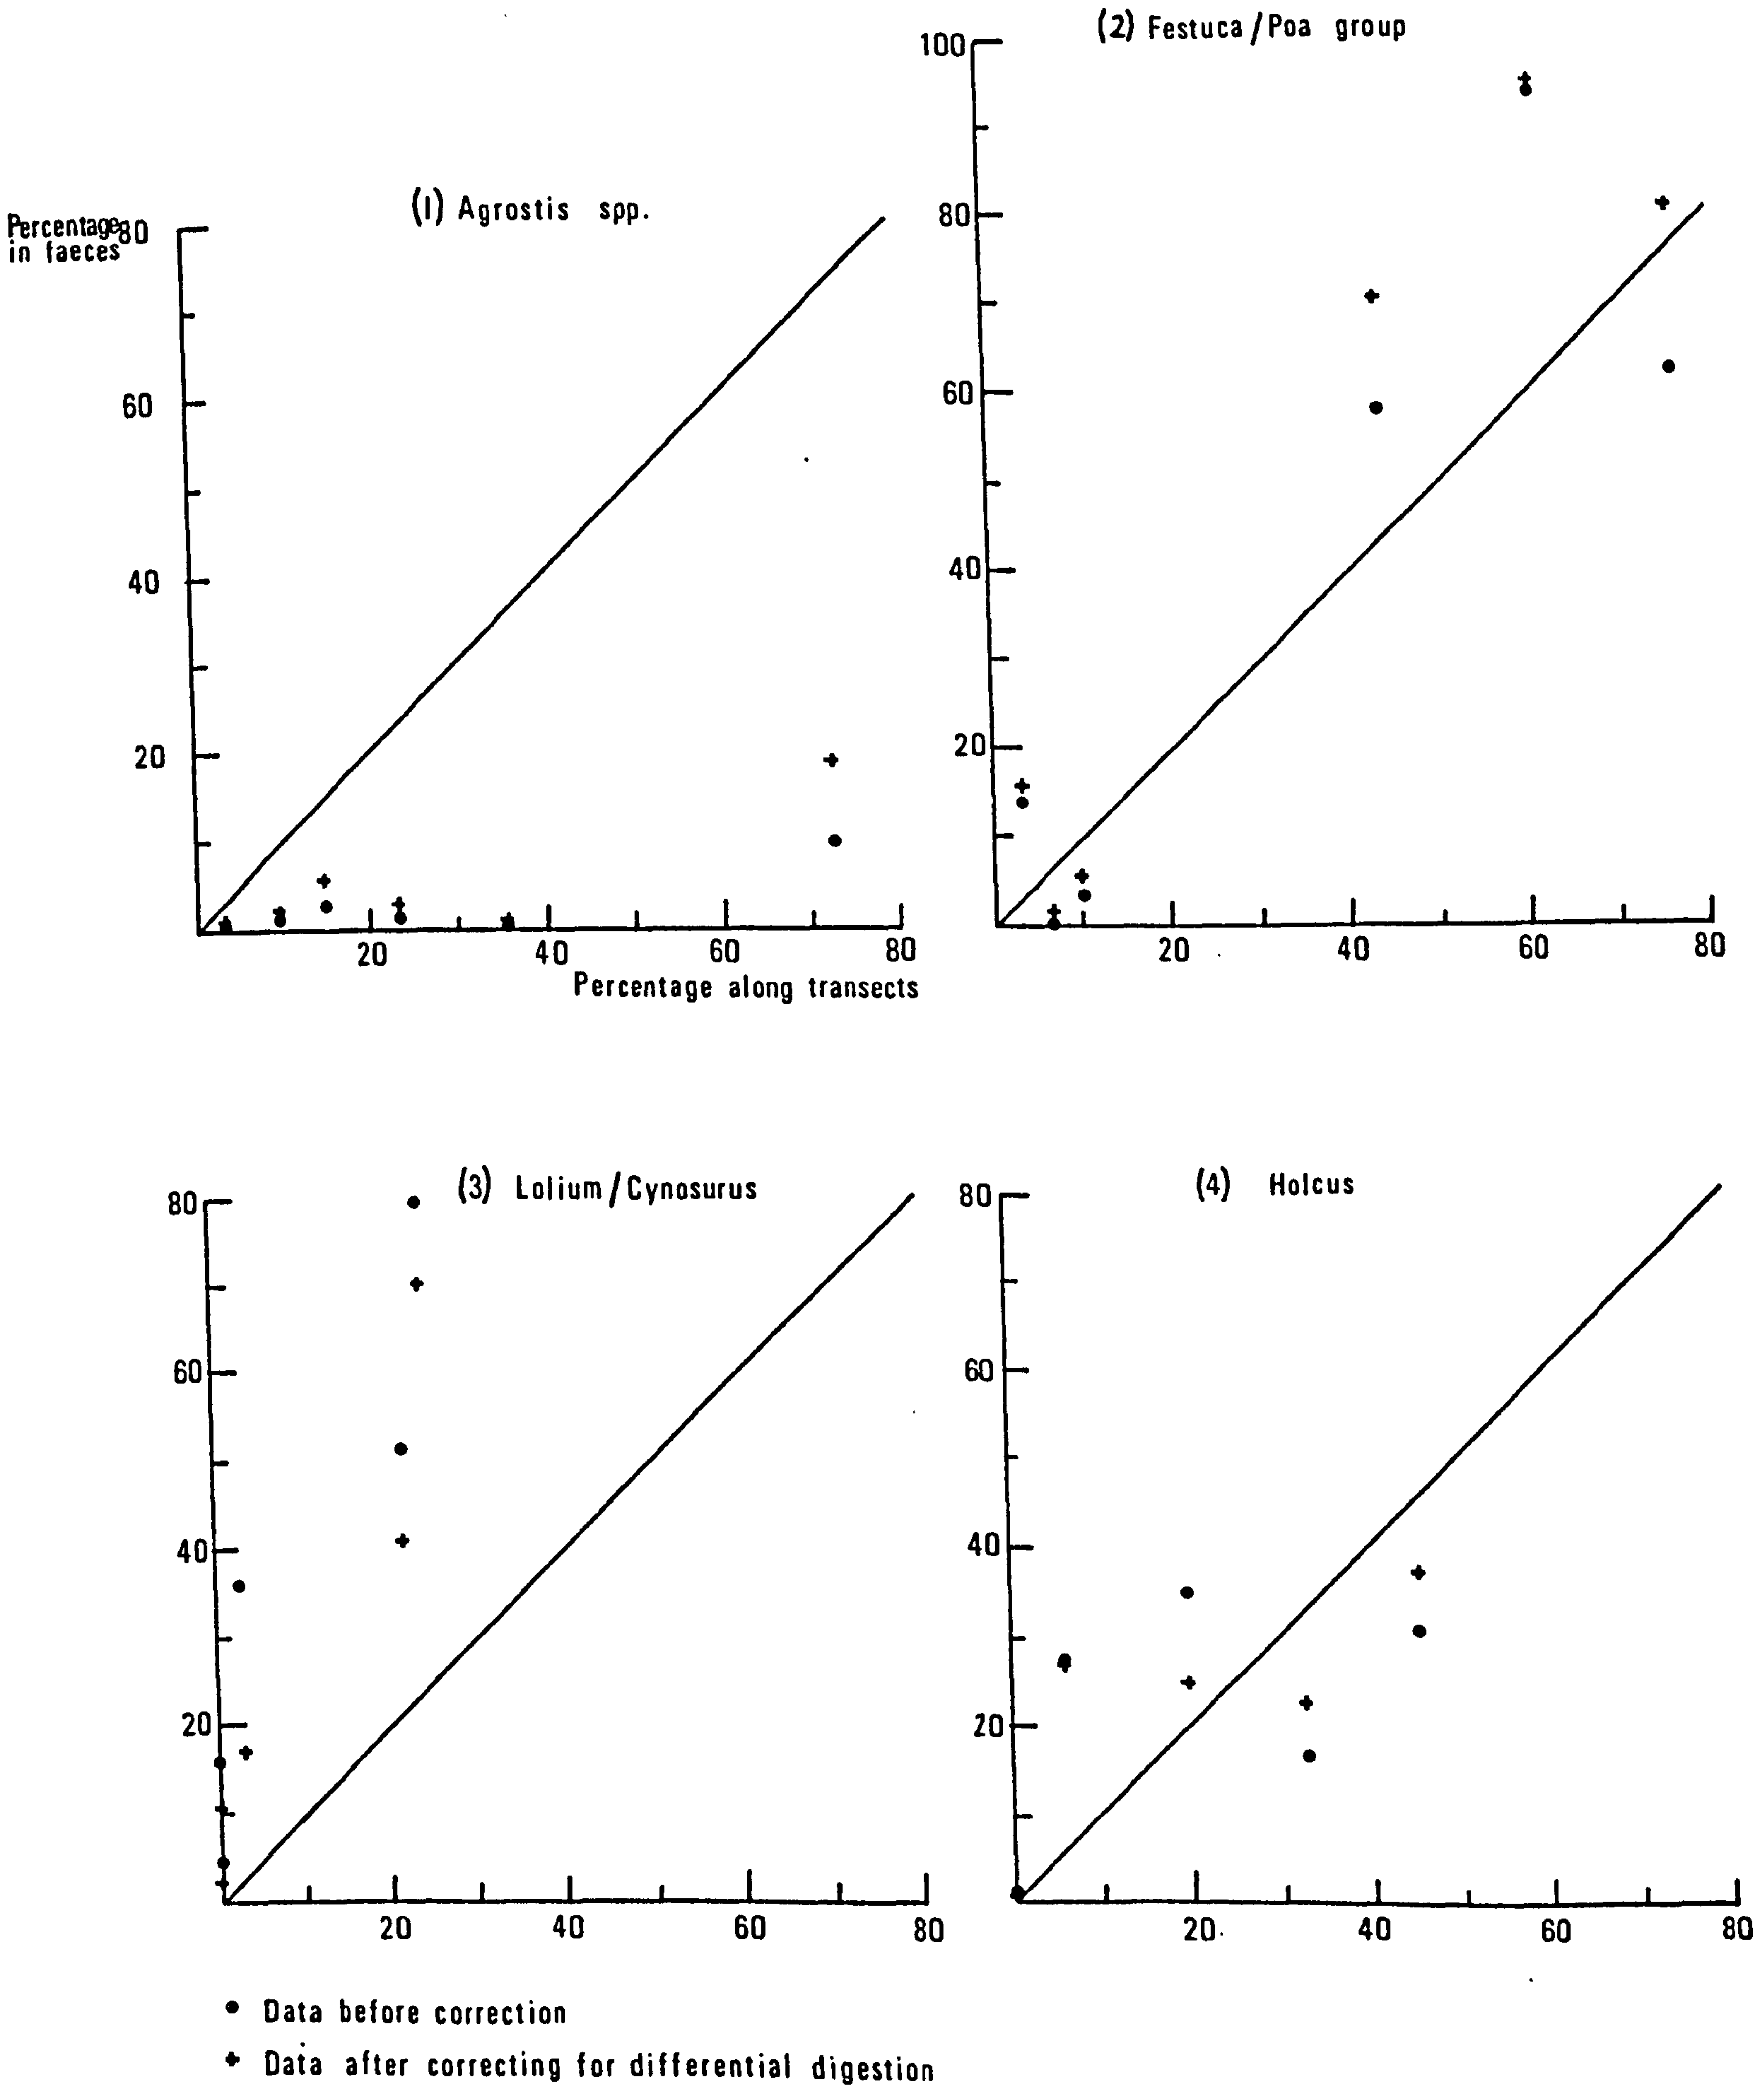 (2) Festuca/Poa group
100
80
60
40
20
20 40 60 80
(1) Agrostis spp.
Percentage
in faeces
80
60
40
20
20 40 60 80
Percentage along transects
(3) Lolium/Cynosurus
80
60
40
20
20 40 60 80
(4) Holcus
80
60
40
20
20 40 60 80
• Data before correction
+ Data after correcting for differential digestion